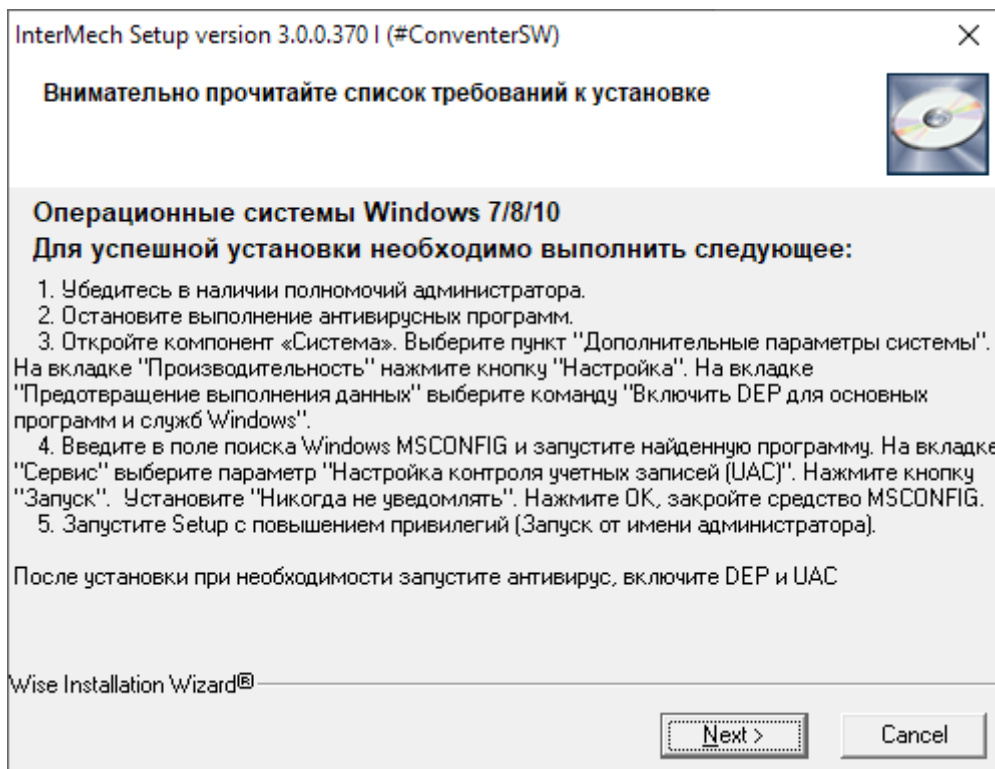 InterMech Setup version 3.0.0.370 I (#ConventerSW)
Внимательно прочитайте список требований к установке
Операционные системы Windows 7/8/10
Для успешной установки необходимо выполнить следующее:
1. Убедитесь в наличии полномочий администратора.
2. Остановите выполнение антивирусных программ.
3. Откройте компонент «Система». Выберите пункт "Дополнительные параметры системы".
На вкладке "Производительность" нажмите кнопку "Настройка". На вкладке
"Предотвращение выполнения данных" выберите команду "Включить DEP для основных
программ и служб Windows".
4. Введите в поле поиска Windows MSCONFIG и запустите найденную программу. На вкладке
"Сервис" выберите параметр "Настройка контроля учетных записей (UAC)". Нажмите кнопку
"Запуск". Установите "Никогда не уведомлять". Нажмите OK, закройте средство MSCONFIG.
5. Запустите Setup с повышением привилегий (Запуск от имени администратора).
После установки при необходимости запустите антивирус, включите DEP и UAC
Wise Installation Wizard®
Next >
Cancel